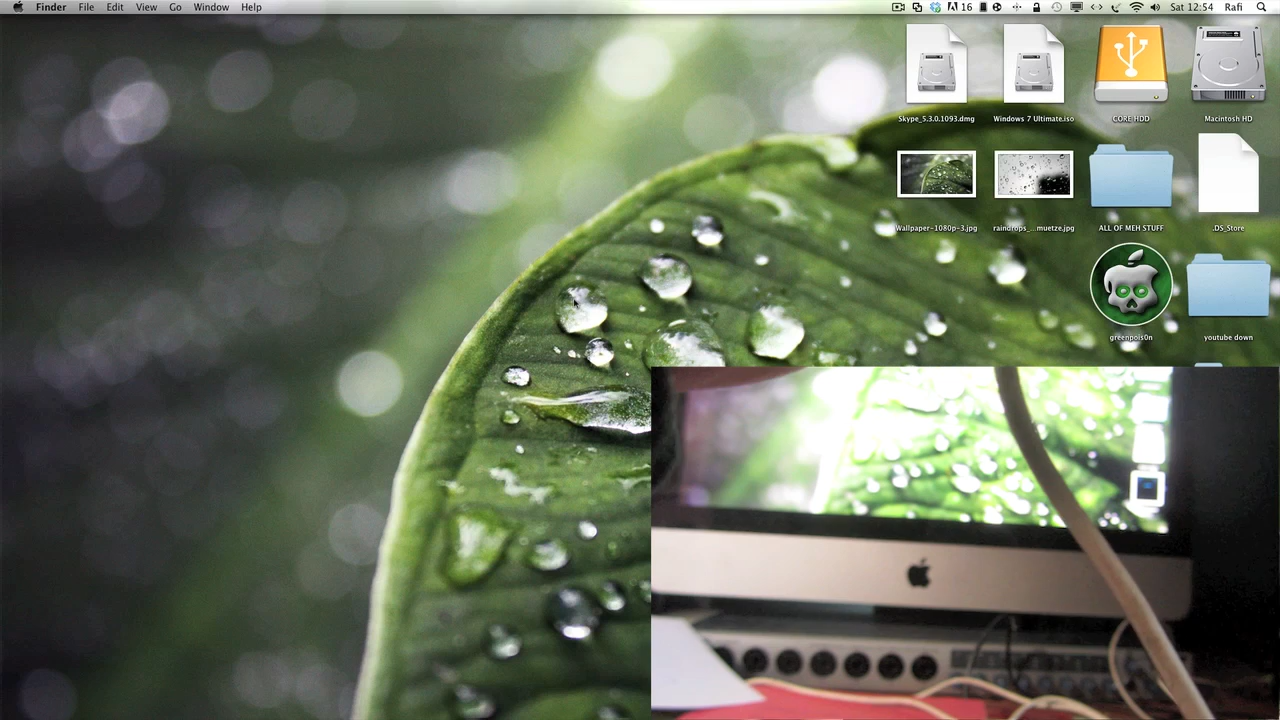 Finder File Edit View Go Window Help 16 Sat 12:54 Rafi
Skype_5.3.0.1093.dmg Windows 7 Ultimate.iso CORE HDD Macintosh HD
Wallpaper-1080p-3.jpg raindrops_...muetze.jpg ALL OF MEH STUFF .DS_Store
greenpois0n youtube down